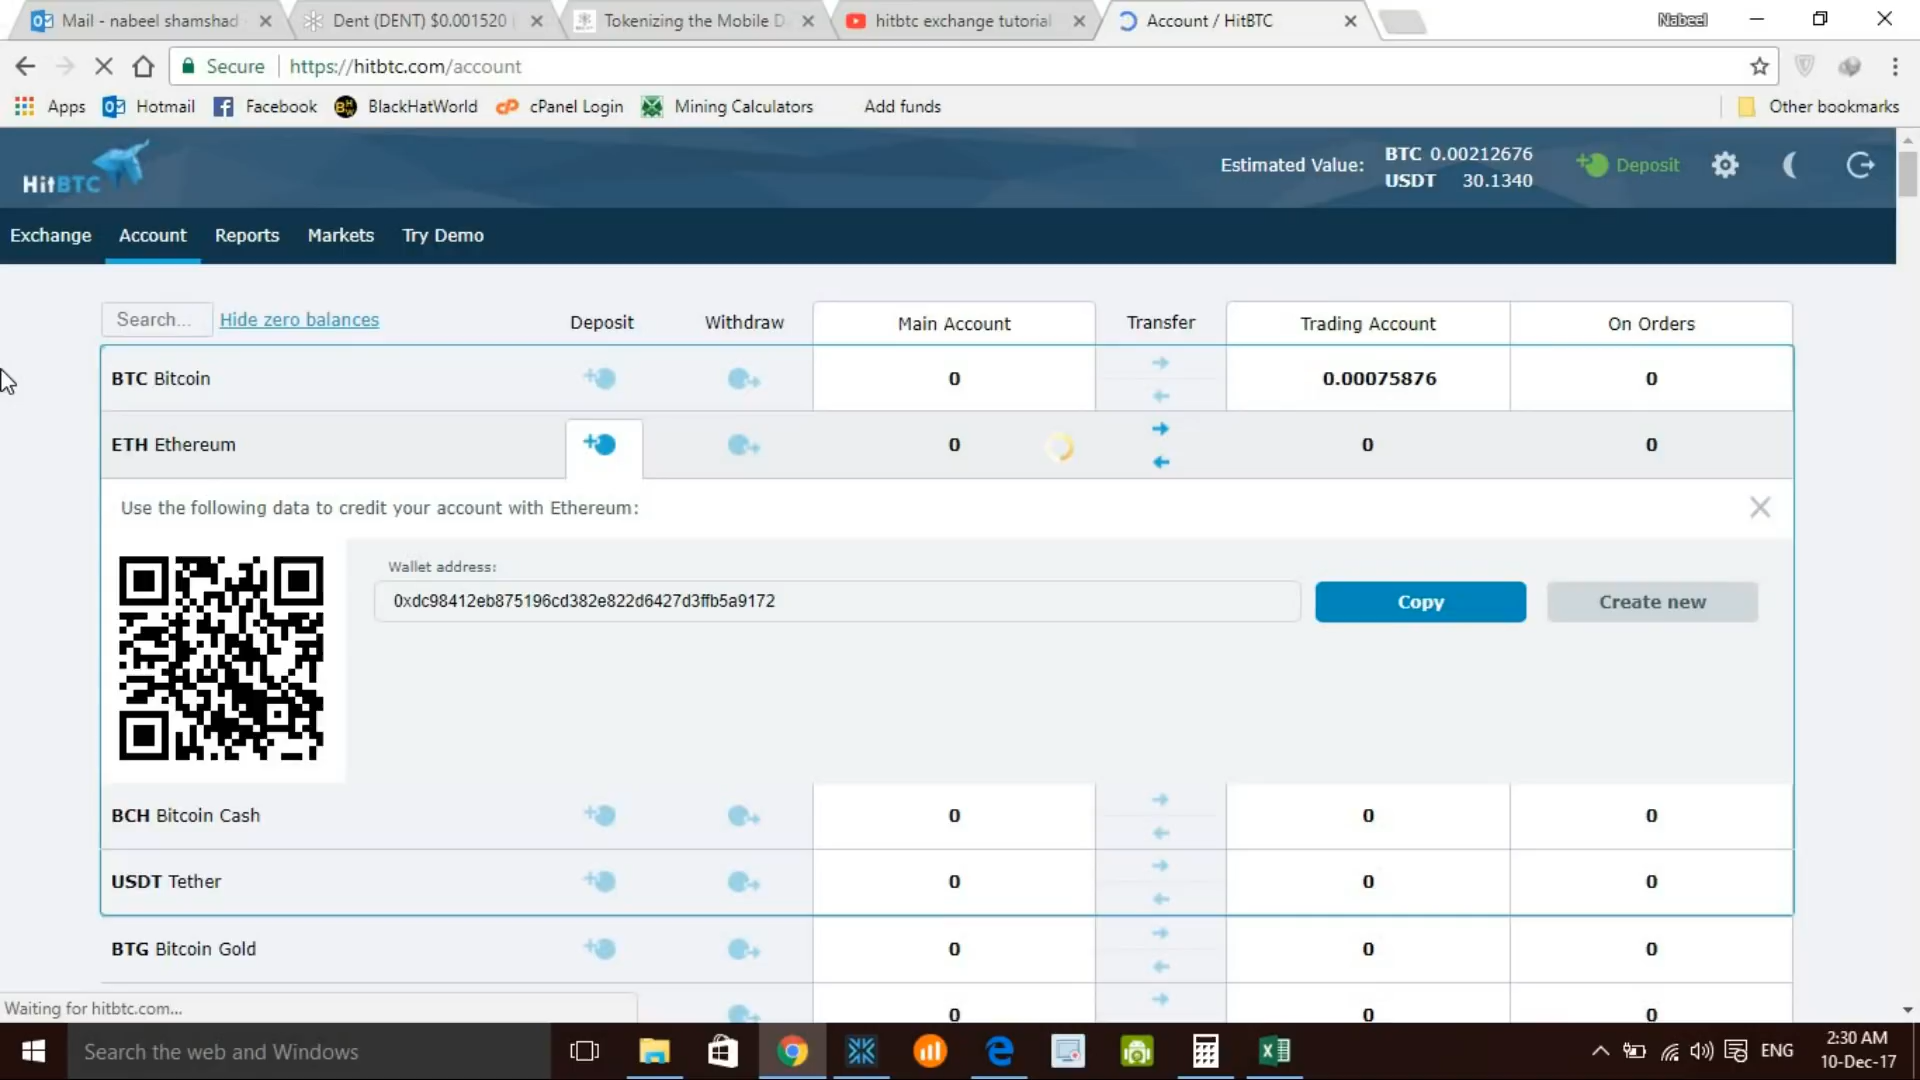 Mail - nabeel shamshad
Dent (DENT) $0.001520
Tokenizing the Mobile D
hitbtc exchange tutorial
Account / HitBTC
Nabeel
Secure
https://hitbtc.com/account
Apps
Hotmail
Facebook
BlackHatWorld
cPanel Login
Mining Calculators
Add funds
Other bookmarks
HitBTC
Estimated Value:
BTC 0.00212676
USDT 30.1340
Deposit
Exchange
Account
Reports
Markets
Try Demo
Search...
Hide zero balances
Deposit
Withdraw
Main Account
Transfer
Trading Account
On Orders
BTC Bitcoin
0
0.00075876
0
ETH Ethereum
0
0
0
Use the following data to credit your account with Ethereum:
Wallet address:
0xdc98412eb875196cd382e822d6427d3ffb5a9172
Copy
Create new
BCH Bitcoin Cash
0
0
0
USDT Tether
0
0
0
BTG Bitcoin Gold
0
0
0
0
0
0
Waiting for hitbtc.com...
Search the web and Windows
ENG
2:30 AM
10-Dec-17